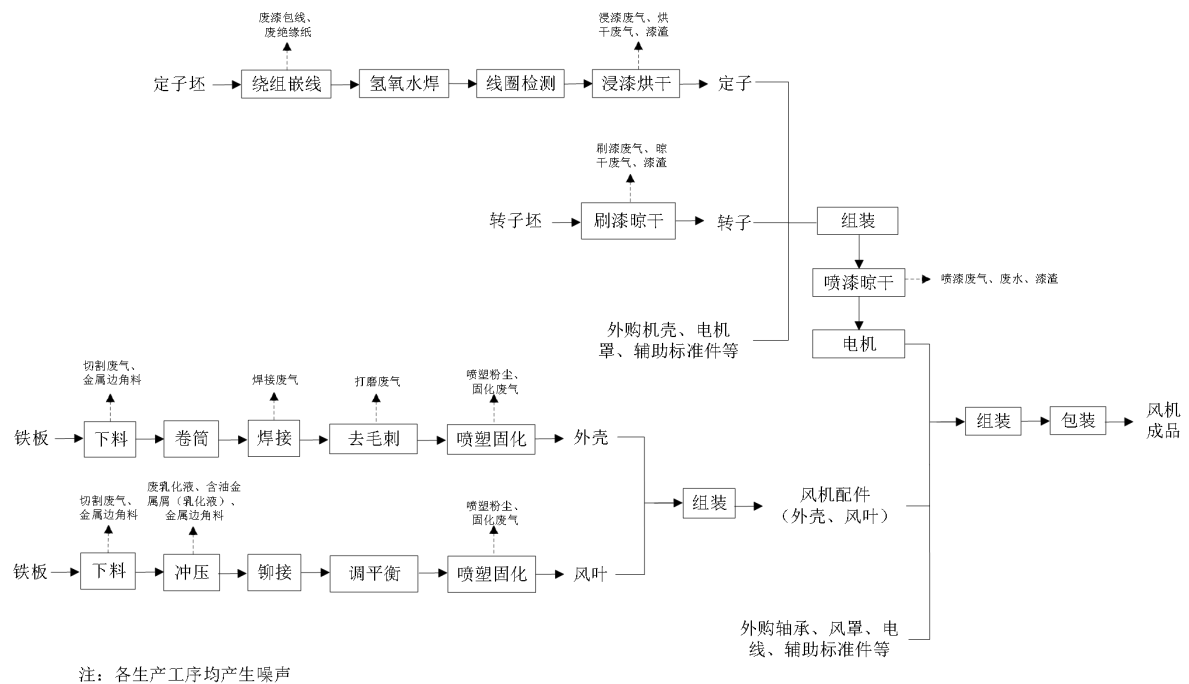 废漆包线、
废绝缘纸
浸漆废气、烘
干废气、漆渣
定子坯
绕组嵌线
氢氧水焊
线圈检测
浸漆烘干
定子
刷漆废气、晾
干废气、漆渣
转子坯
刷漆晾干
转子
组装
喷漆晾干
喷漆废气、废水、漆渣
外购机壳、电机
罩、辅助标准件等
电机
切割废气、
金属边角料
焊接废气
打磨废气
喷塑粉尘、
固化废气
铁板
下料
卷筒
焊接
去毛刺
喷塑固化
外壳
组装
包装
风机
成品
切割废气、
金属边角料
废乳化液、含油金
属屑（乳化液）、
金属边角料
喷塑粉尘、
固化废气
组装
风机配件
（外壳、风叶）
铁板
下料
冲压
铆接
调平衡
喷塑固化
风叶
外购轴承、风罩、电
线、辅助标准件等
注：各生产工序均产生噪声